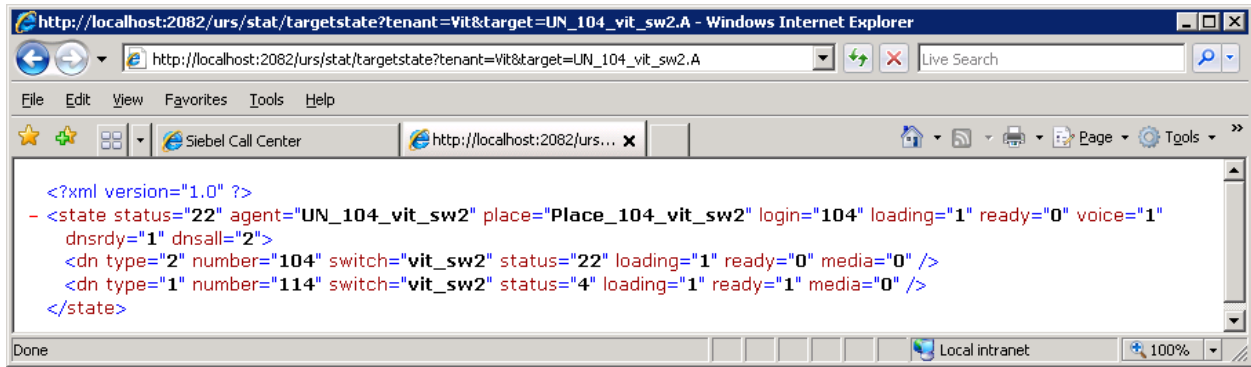 http://localhost:2082/urs/stat/targetstate?tenant=Vit&target=UN_104_vit_sw2.A - Windows Internet Explorer
http://localhost:2082/urs/stat/targetstate?tenant=Vit&target=UN_104_vit_sw2.A
Live Search
File Edit View Favorites Tools Help
Siebel Call Center
http://localhost:2082/urs...
Page
Tools
<?xml version="1.0" ?>
- <state status="22" agent="UN_104_vit_sw2" place="Place_104_vit_sw2" login="104" loading="1" ready="0" voice="1"
dnsrdy="1" dnsall="2">
<dn type="2" number="104" switch="vit_sw2" status="22" loading="1" ready="0" media="0" />
<dn type="1" number="114" switch="vit_sw2" status="4" loading="1" ready="1" media="0" />
</state>
Done
Local intranet
100%